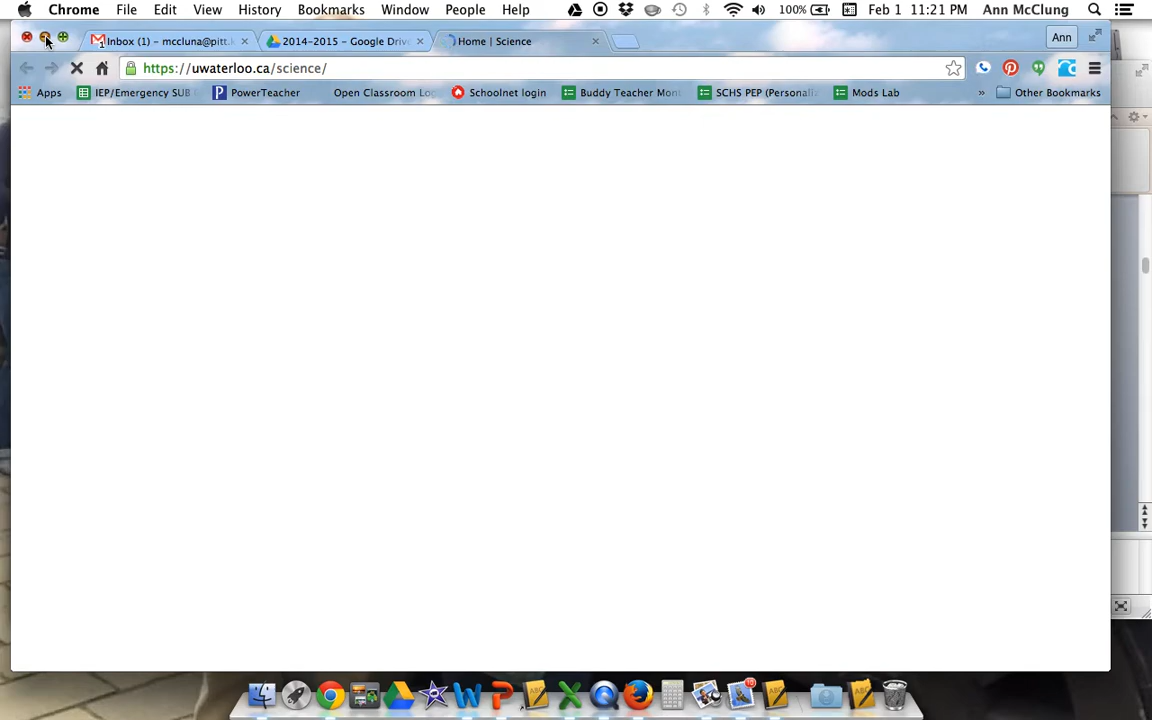 Chrome File Edit View History Bookmarks Window People Help 100% Feb 1 11:21 PM Ann McClung
Inbox (1) – mccluna@pitt.k 2014–2015 – Google Driv Home | Science Ann
https://uwaterloo.ca/science/
Apps IEP/Emergency SUB PowerTeacher Open Classroom Lo Schoolnet login Buddy Teacher Mont SCHS PEP (Personali Mods Lab » Other Bookmarks